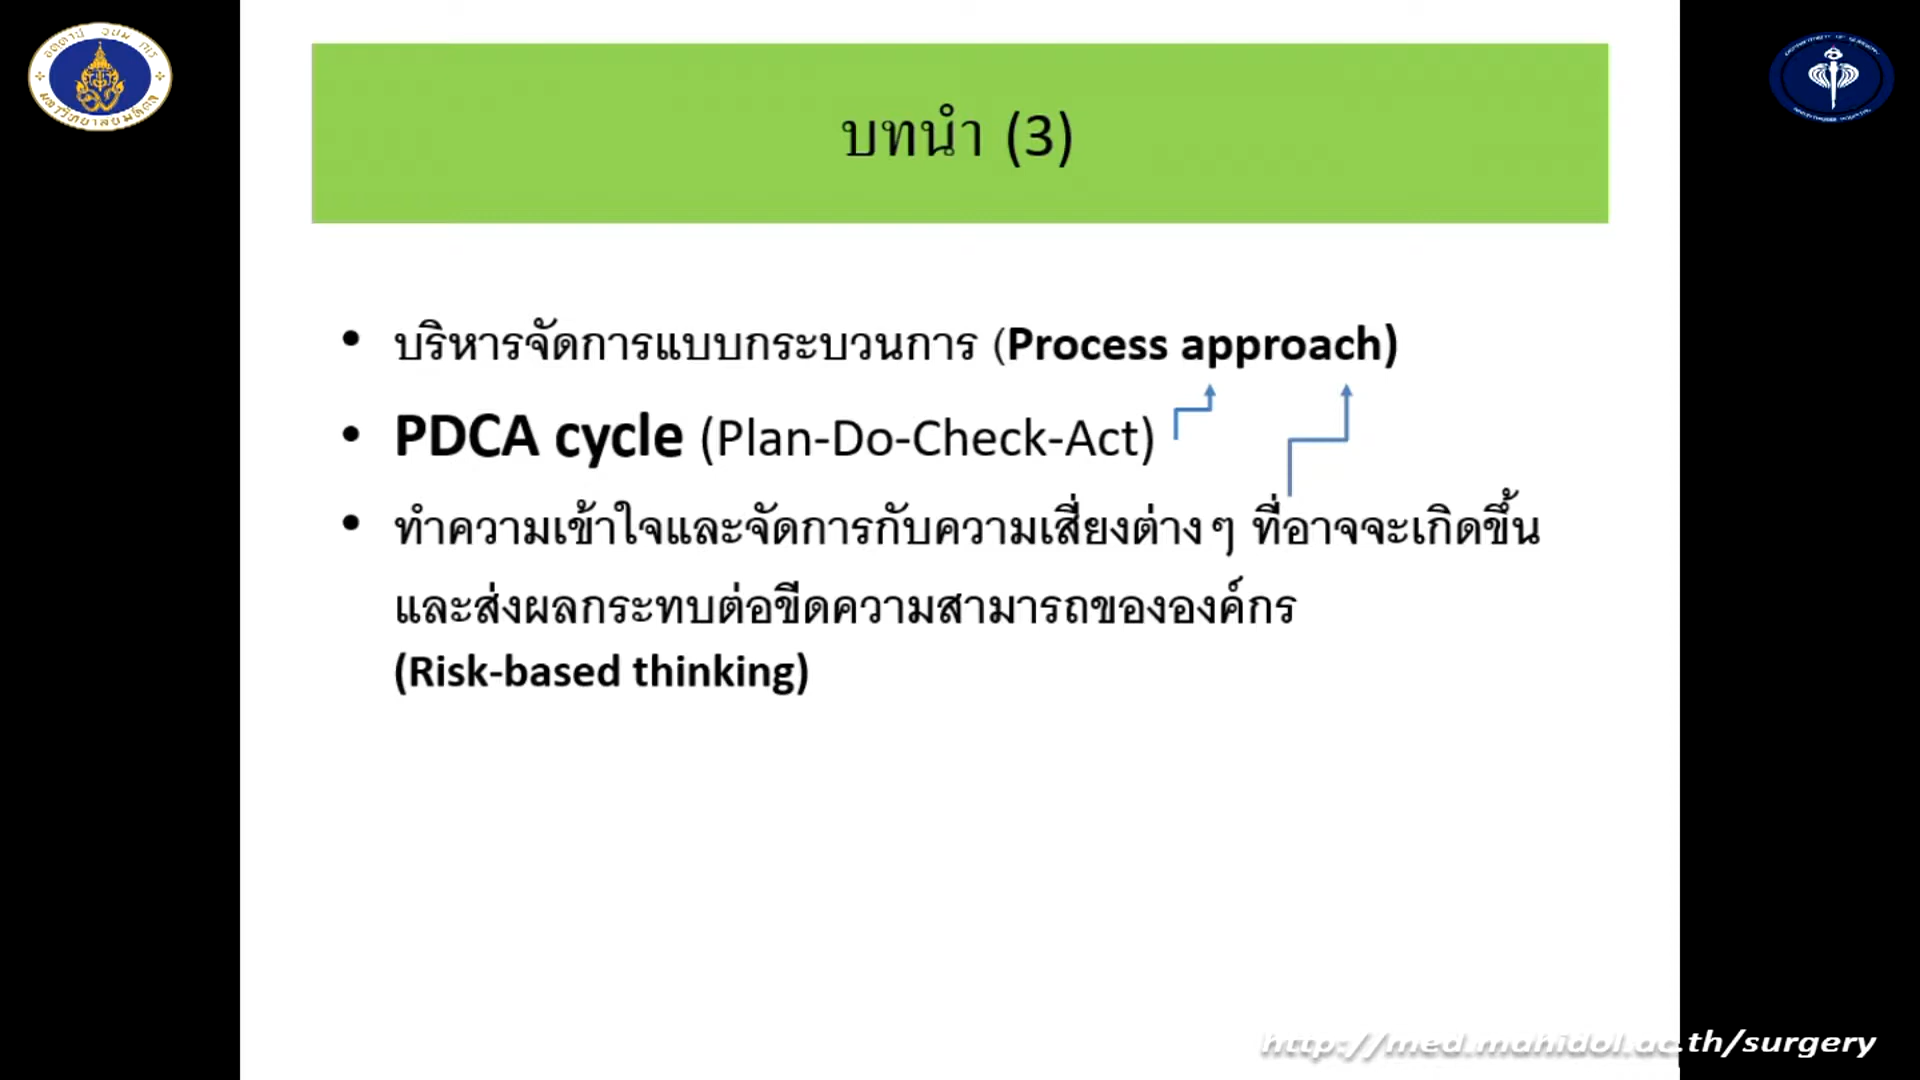 บทนำ (3)
• บริหารจัดการแบบกระบวนการ (Process approach)
• PDCA cycle (Plan-Do-Check-Act)
• ทำความเข้าใจและจัดการกับความเสี่ยงต่างๆ ที่อาจจะเกิดขึ้น
และส่งผลกระทบต่อขีดความสามารถขององค์กร
(Risk-based thinking)
http://med.mahidol.ac.th/surgery